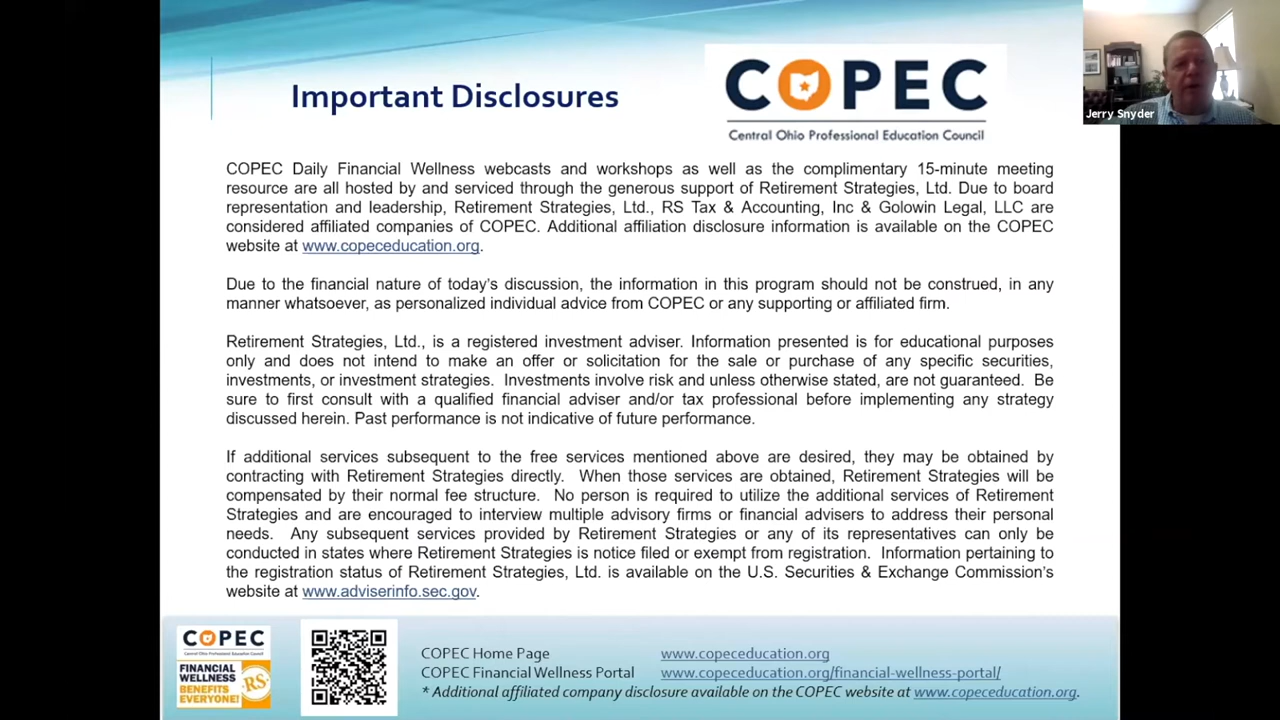 Important Disclosures
COPEC
Central Ohio Professional Education Council
Jerry Snyder
COPEC Daily Financial Wellness webcasts and workshops as well as the complimentary 15-minute meeting
resource are all hosted by and serviced through the generous support of Retirement Strategies, Ltd. Due to board
representation and leadership, Retirement Strategies, Ltd., RS Tax & Accounting, Inc & Golowin Legal, LLC are
considered affiliated companies of COPEC. Additional affiliation disclosure information is available on the COPEC
website at www.copeceducation.org.
Due to the financial nature of today's discussion, the information in this program should not be construed, in any
manner whatsoever, as personalized individual advice from COPEC or any supporting or affiliated firm.
Retirement Strategies, Ltd., is a registered investment adviser. Information presented is for educational purposes
only and does not intend to make an offer or solicitation for the sale or purchase of any specific securities,
investments, or investment strategies. Investments involve risk and unless otherwise stated, are not guaranteed. Be
sure to first consult with a qualified financial adviser and/or tax professional before implementing any strategy
discussed herein. Past performance is not indicative of future performance.
If additional services subsequent to the free services mentioned above are desired, they may be obtained by
contracting with Retirement Strategies directly. When those services are obtained, Retirement Strategies will be
compensated by their normal fee structure. No person is required to utilize the additional services of Retirement
Strategies and are encouraged to interview multiple advisory firms or financial advisers to address their personal
needs. Any subsequent services provided by Retirement Strategies or any of its representatives can only be
conducted in states where Retirement Strategies is notice filed or exempt from registration. Information pertaining to
the registration status of Retirement Strategies, Ltd. is available on the U.S. Securities & Exchange Commission's
website at www.adviserinfo.sec.gov.
COPEC
Central Ohio Professional Education Council
FINANCIAL
WELLNESS
BENEFITS
EVERYONE!
RS
COPEC Home Page www.copeceducation.org
COPEC Financial Wellness Portal www.copeceducation.org/financial-wellness-portal/
* Additional affiliated company disclosure available on the COPEC website at www.copeceducation.org.